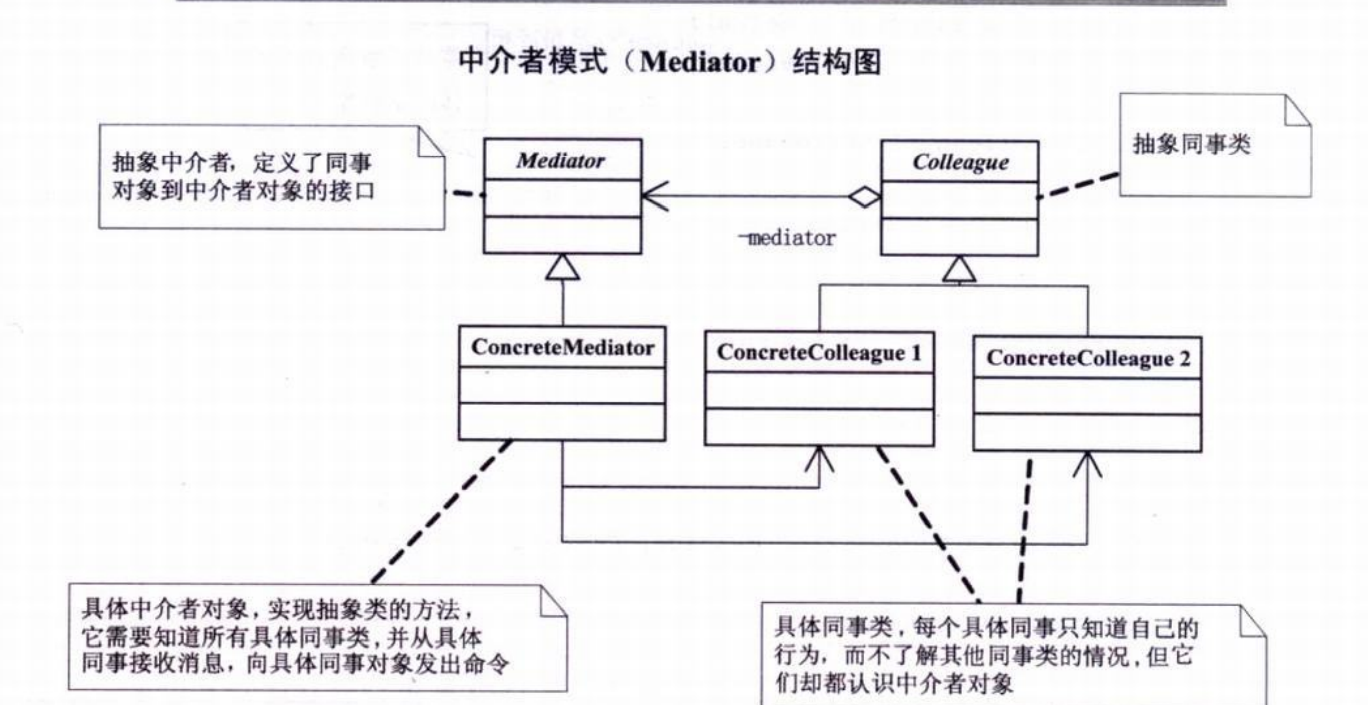 中介者模式（Mediator）结构图
抽象中介者，定义了同事
对象到中介者对象的接口
Mediator
Colleague
抽象同事类
-mediator
ConcreteMediator
ConcreteColleague 1
ConcreteColleague 2
具体中介者对象，实现抽象类的方法，
它需要知道所有具体同事类，并从具体
同事接收消息，向具体同事对象发出命令
具体同事类，每个具体同事只知道自己的
行为，而不了解其他同事类的情况，但它
们却都认识中介者对象